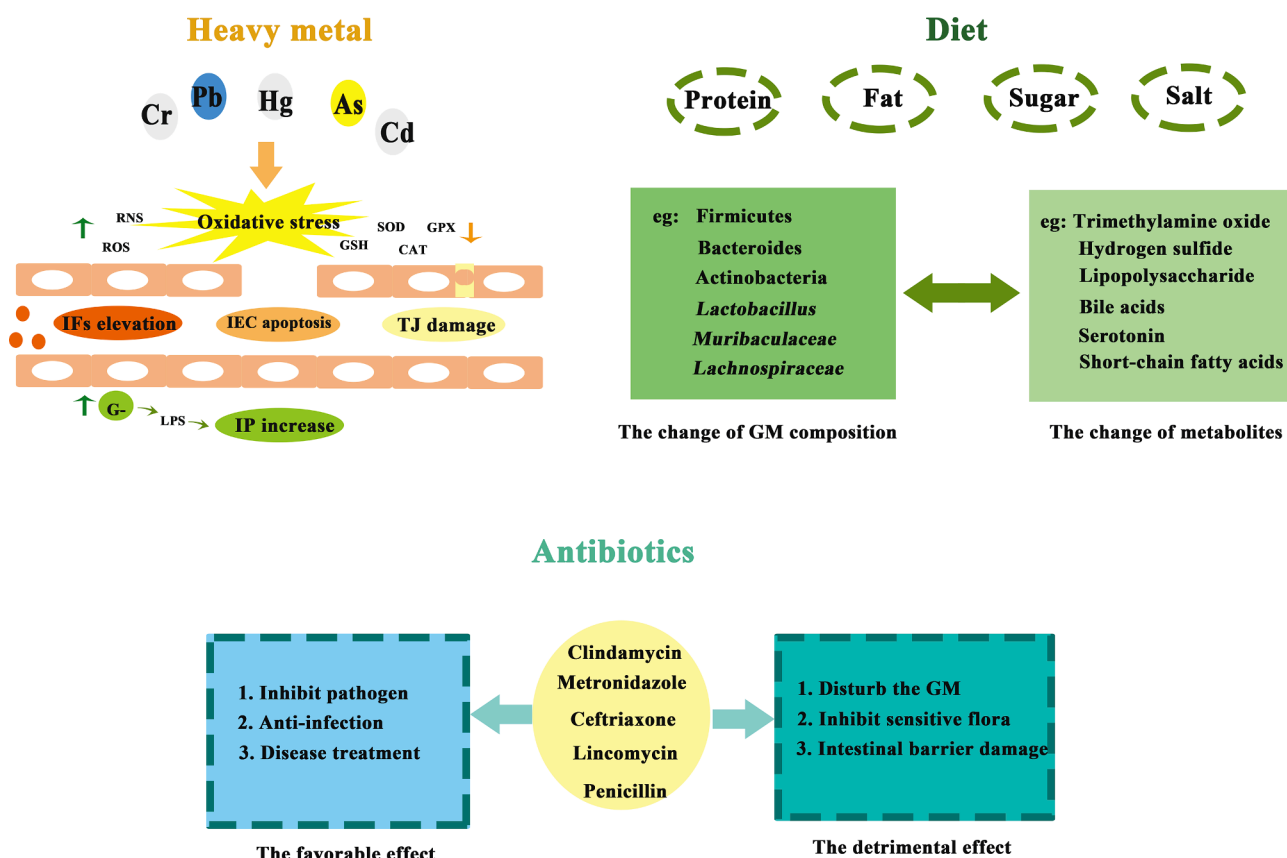 Heavy metal
Cr
Pb
Hg
As
Cd
Oxidative stress
RNS
ROS
SOD
GPX
GSH
CAT
IFs elevation
IEC apoptosis
TJ damage
G-
LPS
IP increase
Diet
Protein
Fat
Sugar
Salt
eg: Firmicutes
Bacteroides
Actinobacteria
Lactobacillus
Muribaculaceae
Lachnospiraceae
The change of GM composition
eg: Trimethylamine oxide
Hydrogen sulfide
Lipopolysaccharide
Bile acids
Serotonin
Short-chain fatty acids
The change of metabolites
Antibiotics
1. Inhibit pathogen
2. Anti-infection
3. Disease treatment
The favorable effect
Clindamycin
Metronidazole
Ceftriaxone
Lincomycin
Penicillin
1. Disturb the GM
2. Inhibit sensitive flora
3. Intestinal barrier damage
The detrimental effect